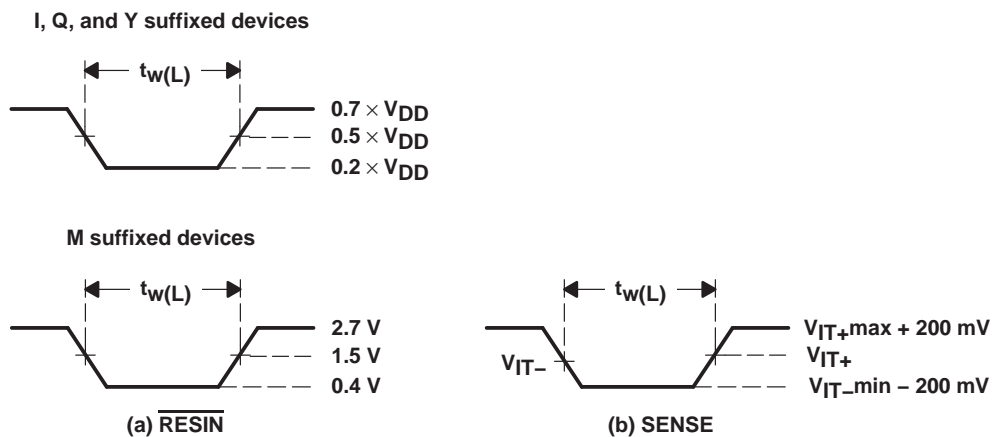 I, Q, and Y suffixed devices
tw(L)
0.7 × VDD
0.5 × VDD
0.2 × VDD
M suffixed devices
tw(L)
2.7 V
1.5 V
0.4 V
(a) RESIN
tw(L)
VIT−
VIT+max + 200 mV
VIT+
VIT−min − 200 mV
(b) SENSE